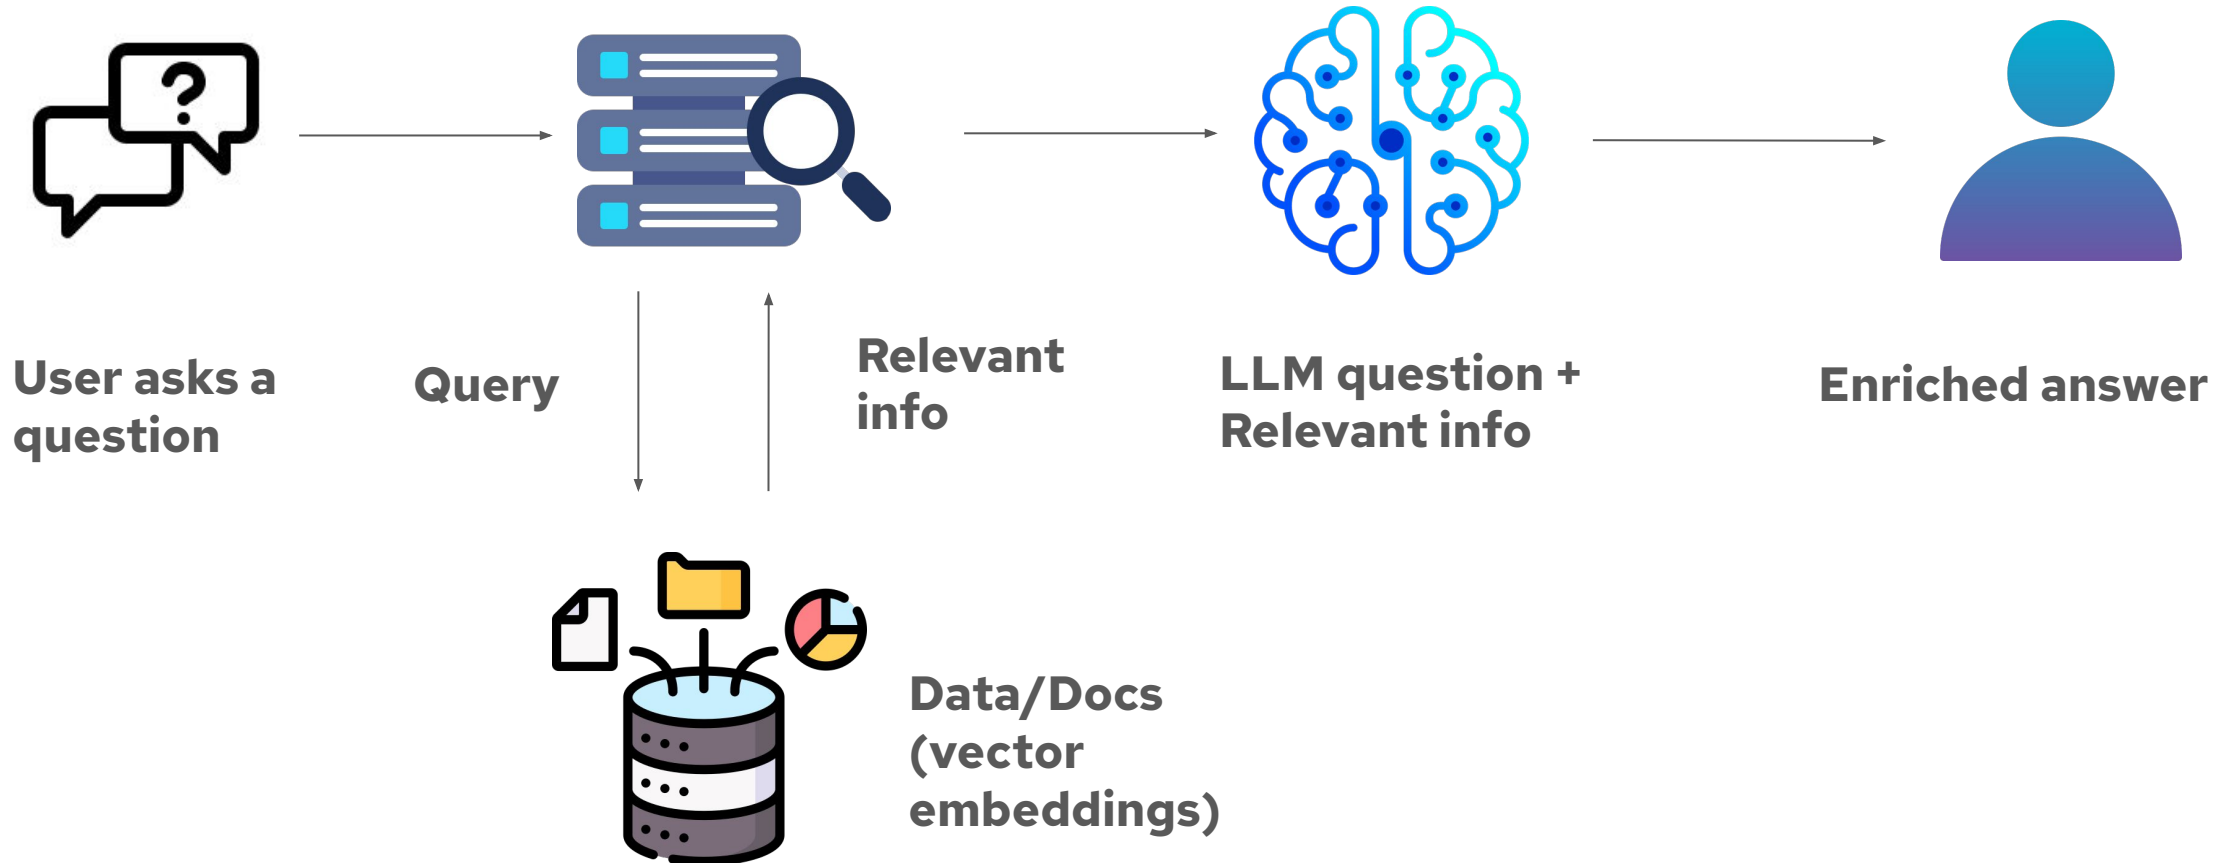 ?
User asks a
question
Query
Relevant
info
LLM question +
Relevant info
Enriched answer
Data/Docs
(vector
embeddings)